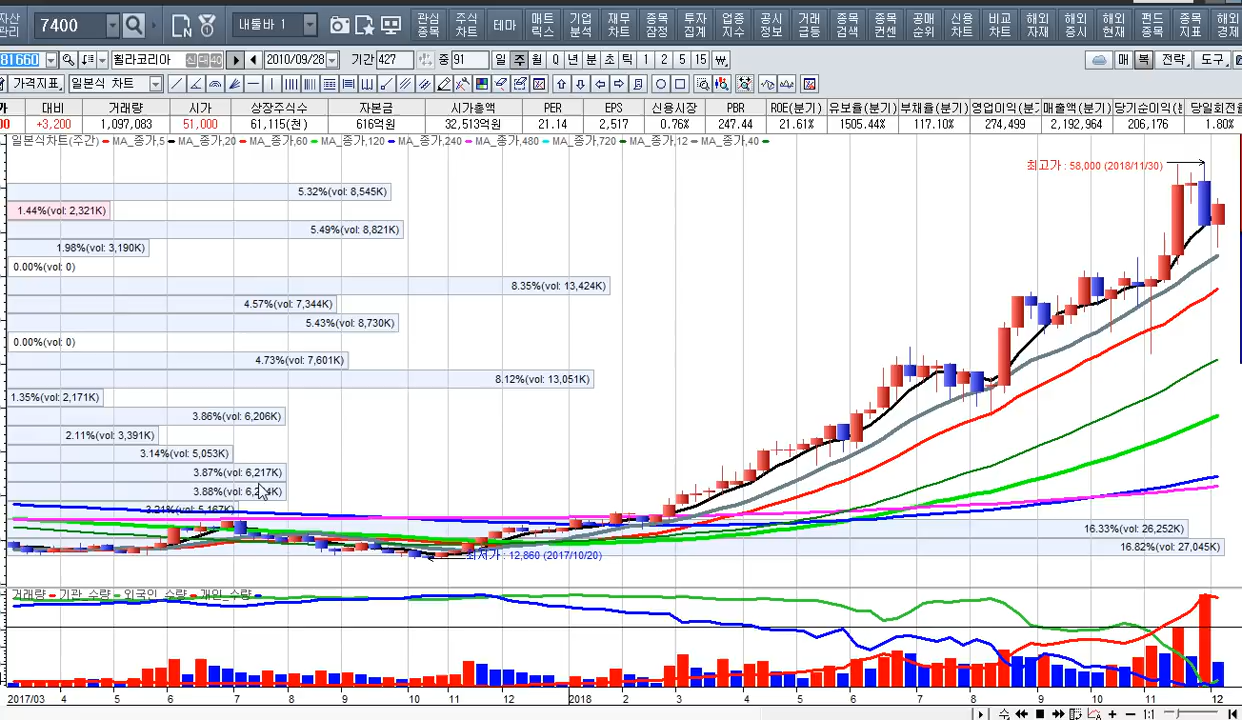 자산 관리 7400 N 내툴바 1 관심 종목 주식 차트 테마 매트 릭스 기업 분석 재무 차트 종목 잠정 투자 집계 업종 지수 공시 정보 거래 급등 종목 검색 종목 컨센 공매 순위 신용 차트 비교 차트 해외 자재 해외 증시 해외 현재 펀드 종목 종목 지표 해외 경제
81660 휠라코리아 신 대 40 2010/09/28 기간 427 중 91 일 주 월 Q 년 분 초 틱 1 3 5 15 매 복 전략 도구
가격지표 일본식 차트
가 대비 거래량 시가 상장주식수 자본금 시가총액 PER EPS 신용시장 PBR ROE(분기) 유보율(분기) 부채율(분기) 영업이익(분기) 매출액(분기) 당기순이익(분 당일회전
00 +3,200 1,097,083 51,000 61,115(천) 616억원 32,513억원 21.14 2,517 0.76% 247.44 21.61% 1505.44% 117.10% 274,499 2,192,964 206,176 1.80%
일본식차트(주간) MA_종가,5 MA_종가,20 MA_종가,60 MA_종가,120 MA_종가,240 MA_종가,480 MA_종가,720 MA_종가,12 MA_종가,40
최고가 : 58,000 (2018/11/30)
5.32%(vol: 8,545K)
1.44%(vol: 2,321K)
5.49%(vol: 8,821K)
1.98%(vol: 3,190K)
0.00%(vol: 0)
8.35%(vol: 13,424K)
4.57%(vol: 7,344K)
5.43%(vol: 8,730K)
0.00%(vol: 0)
4.73%(vol: 7,601K)
8.12%(vol: 13,051K)
1.35%(vol: 2,171K)
3.86%(vol: 6,206K)
2.11%(vol: 3,391K)
3.14%(vol: 5,053K)
3.87%(vol: 6,217K)
3.88%(vol:
3.21%(vol: 5,167K)
16.33%(vol: 26,252K)
16.82%(vol: 27,045K)
최저가 : 12,860 (2017/10/20)
거래량 기관_수량 외국인_수량 개인_수량
2017/03 4 5 6 7 8 9 10 11 12 2018 2 3 4 5 6 7 8 9 10 11 12
1:1